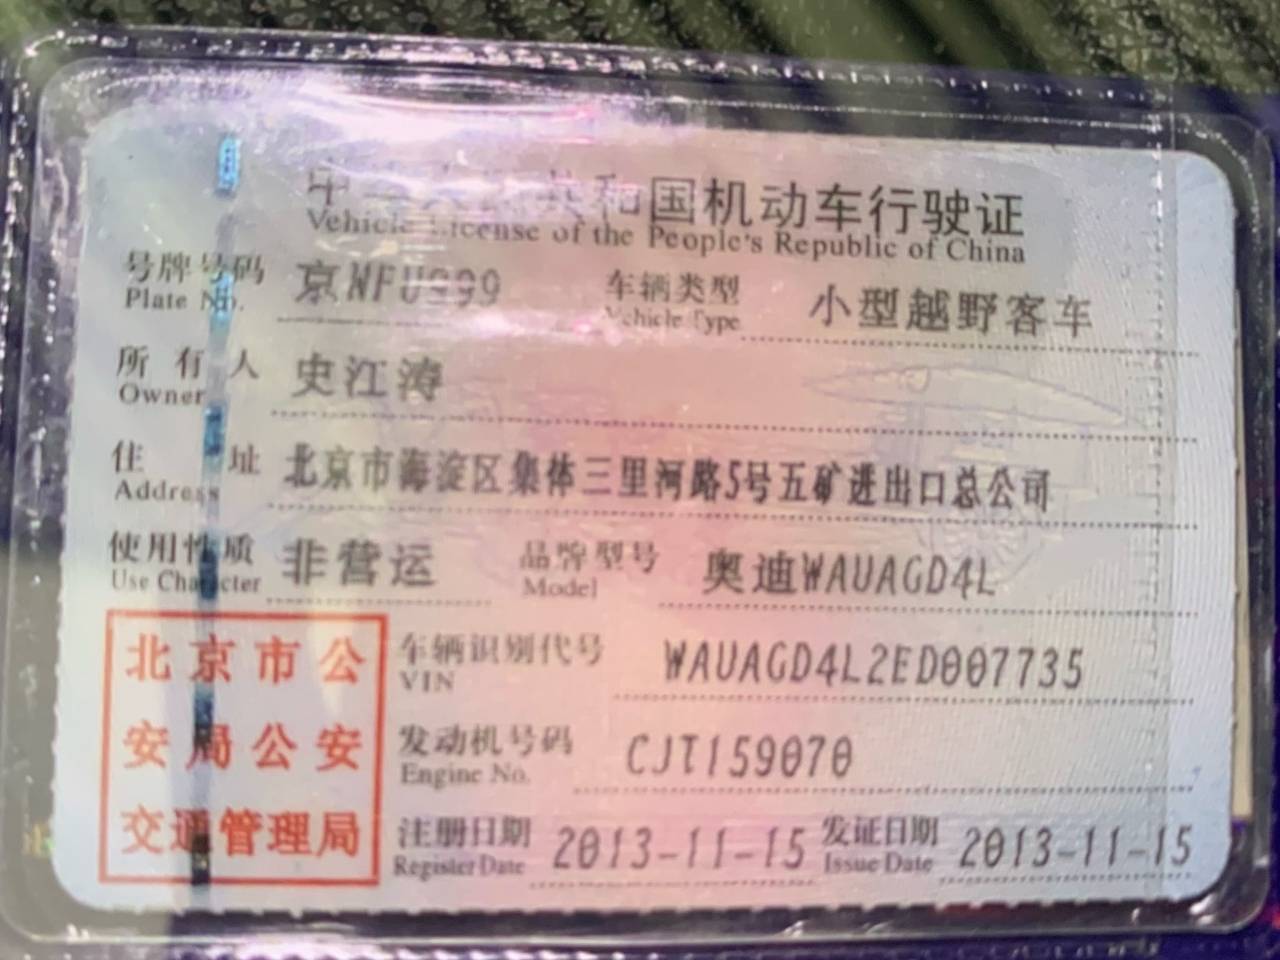 中华人民共和国机动车行驶证
Vehicle License of the People's Republic of China
号牌号码 京NFU999 车辆类型 小型越野客车
Plate No. Vehicle Type
所有人 史江涛
Owner
住址 北京市海淀区集体三里河路5号五矿进出口总公司
Address
使用性质 非营运 品牌型号 奥迪WAUAGD4L
Use Character Model
北京市公
安局公安
交通管理局
车辆识别代号 WAUAGD4L2ED007735
VIN
发动机号码 CJT159070
Engine No.
注册日期 2013-11-15 发证日期 2013-11-15
Register Date Issue Date